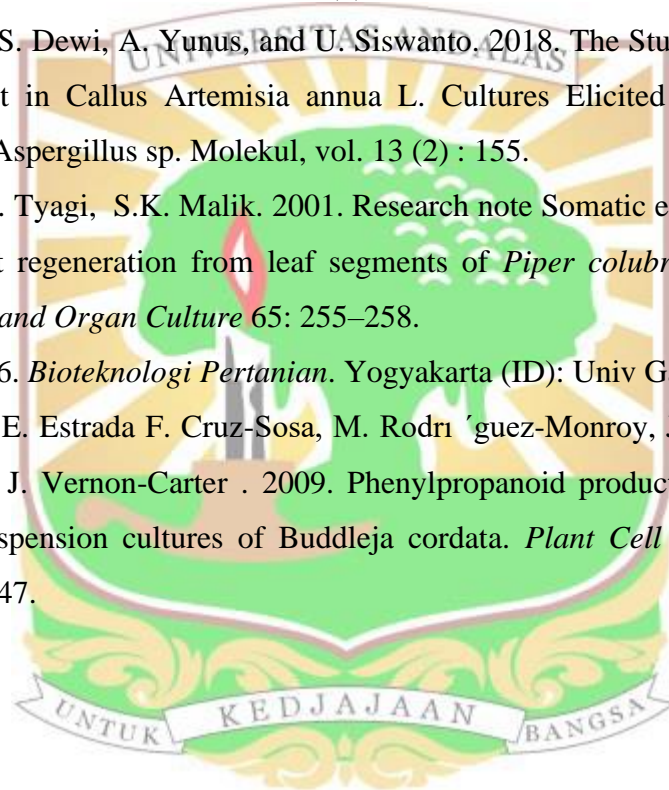 UNIVERSITAS ANDALAS
S. Dewi, A. Yunus, and U. Siswanto. 2018. The Stu
t in Callus Artemisia annua L. Cultures Elicited
Aspergillus sp. Molekul, vol. 13 (2) : 155.
. Tyagi, S.K. Malik. 2001. Research note Somatic e
t regeneration from leaf segments of Piper colubr
and Organ Culture 65: 255–258.
6. Bioteknologi Pertanian. Yogyakarta (ID): Univ G
E. Estrada F. Cruz-Sosa, M. Rodrı ´guez-Monroy, .
J. Vernon-Carter . 2009. Phenylpropanoid produc
spension cultures of Buddleja cordata. Plant Cell
47.
UNTUK KEDJAJAAN BANGSA